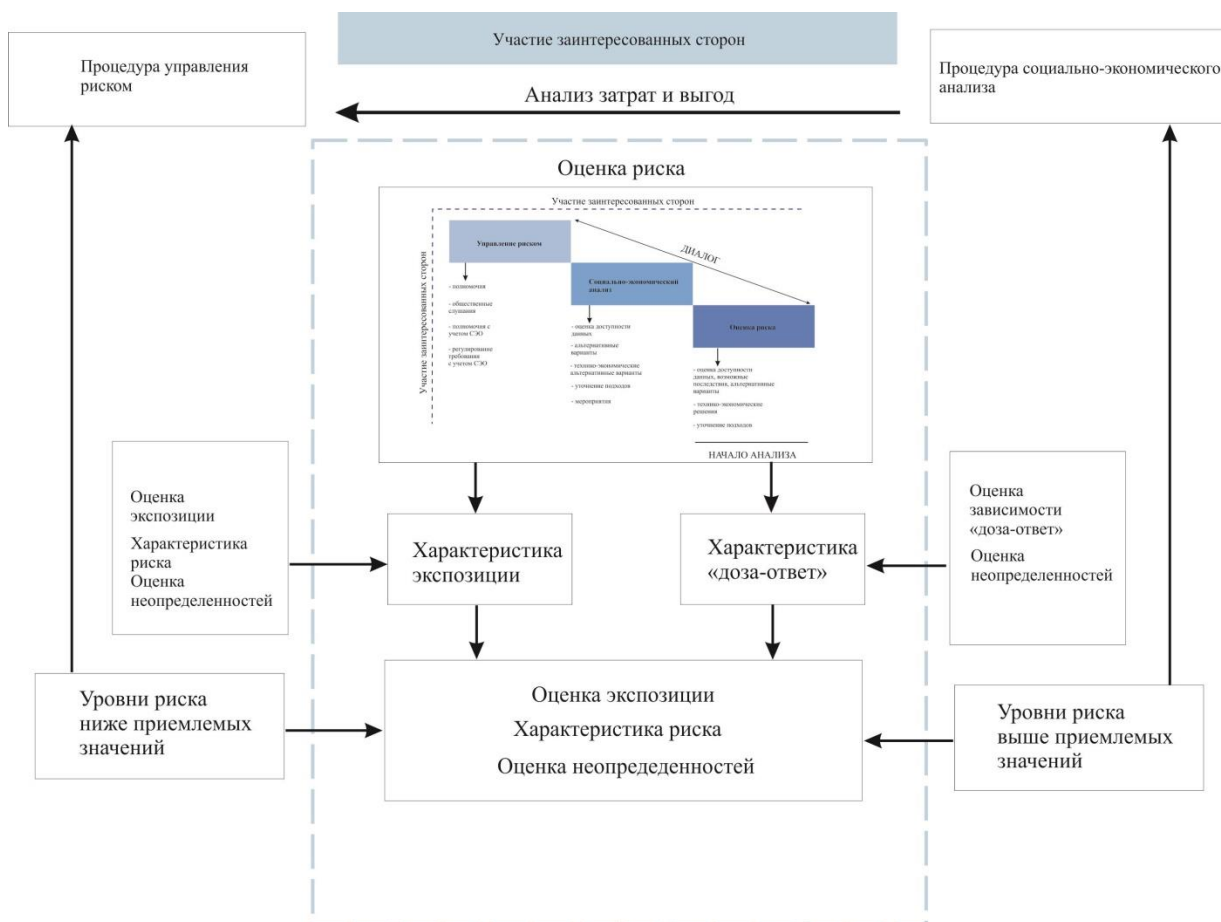 Участие заинтересованных сторон
Процедура управления
риском
Процедура социально-экономического
анализа
Анализ затрат и выгод
Оценка риска
Участие заинтересованных сторон
Участие заинтересованных сторон
Управление риском
ДИАЛОГ
- полномочия
- общественные
слушания
- полномочия с
учетом СЭО
- регулирование
требования
с учетом СЭО
Социально-экономический
анализ
- оценка доступности
данных
- альтернативные
варианты
- технико-экономические
альтернативные варианты
- уточнение подходов
- мероприятия
Оценка риска
- оценка доступности
данных, возможные
последствия, альтернативные
варианты
- технико-экономические
решения
- уточнение подходов
НАЧАЛО АНАЛИЗА
Оценка
экспозиции
Характеристика
риска
Оценка
неопределенностей
Характеристика
экспозиции
Характеристика
«доза-ответ»
Оценка
зависимости
«доза-ответ»
Оценка
неопределенностей
Уровни риска
ниже приемлемых
значений
Оценка экспозиции
Характеристика риска
Оценка неопредеденностей
Уровни риска
выше приемлемых
значений